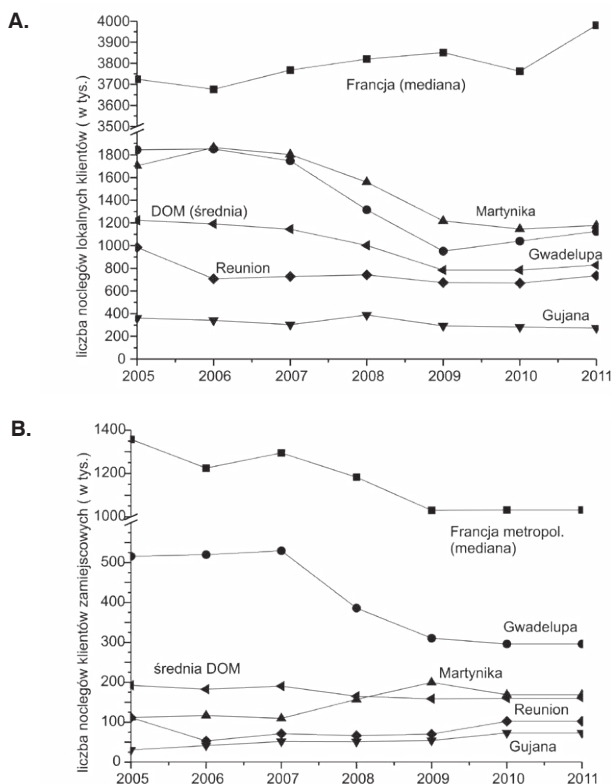 A.
liczba noclegów lokalnych klientów ( w tys.)
4000
3900
3800
3700
3600
3500
1800
1600
1400
1200
1000
800
600
400
200
0
Francja (mediana)
Martynika
DOM (średnia)
Gwadelupa
Reunion
Gujana
2005 2006 2007 2008 2009 2010 2011
B.
liczba noclegów klientów zamiejscowych ( w tys.)
1400
1200
1000
500
400
300
200
100
0
Francja metropol.
(mediana)
Gwadelupa
średnia DOM
Martynika
Reunion
Gujana
2005 2006 2007 2008 2009 2010 2011